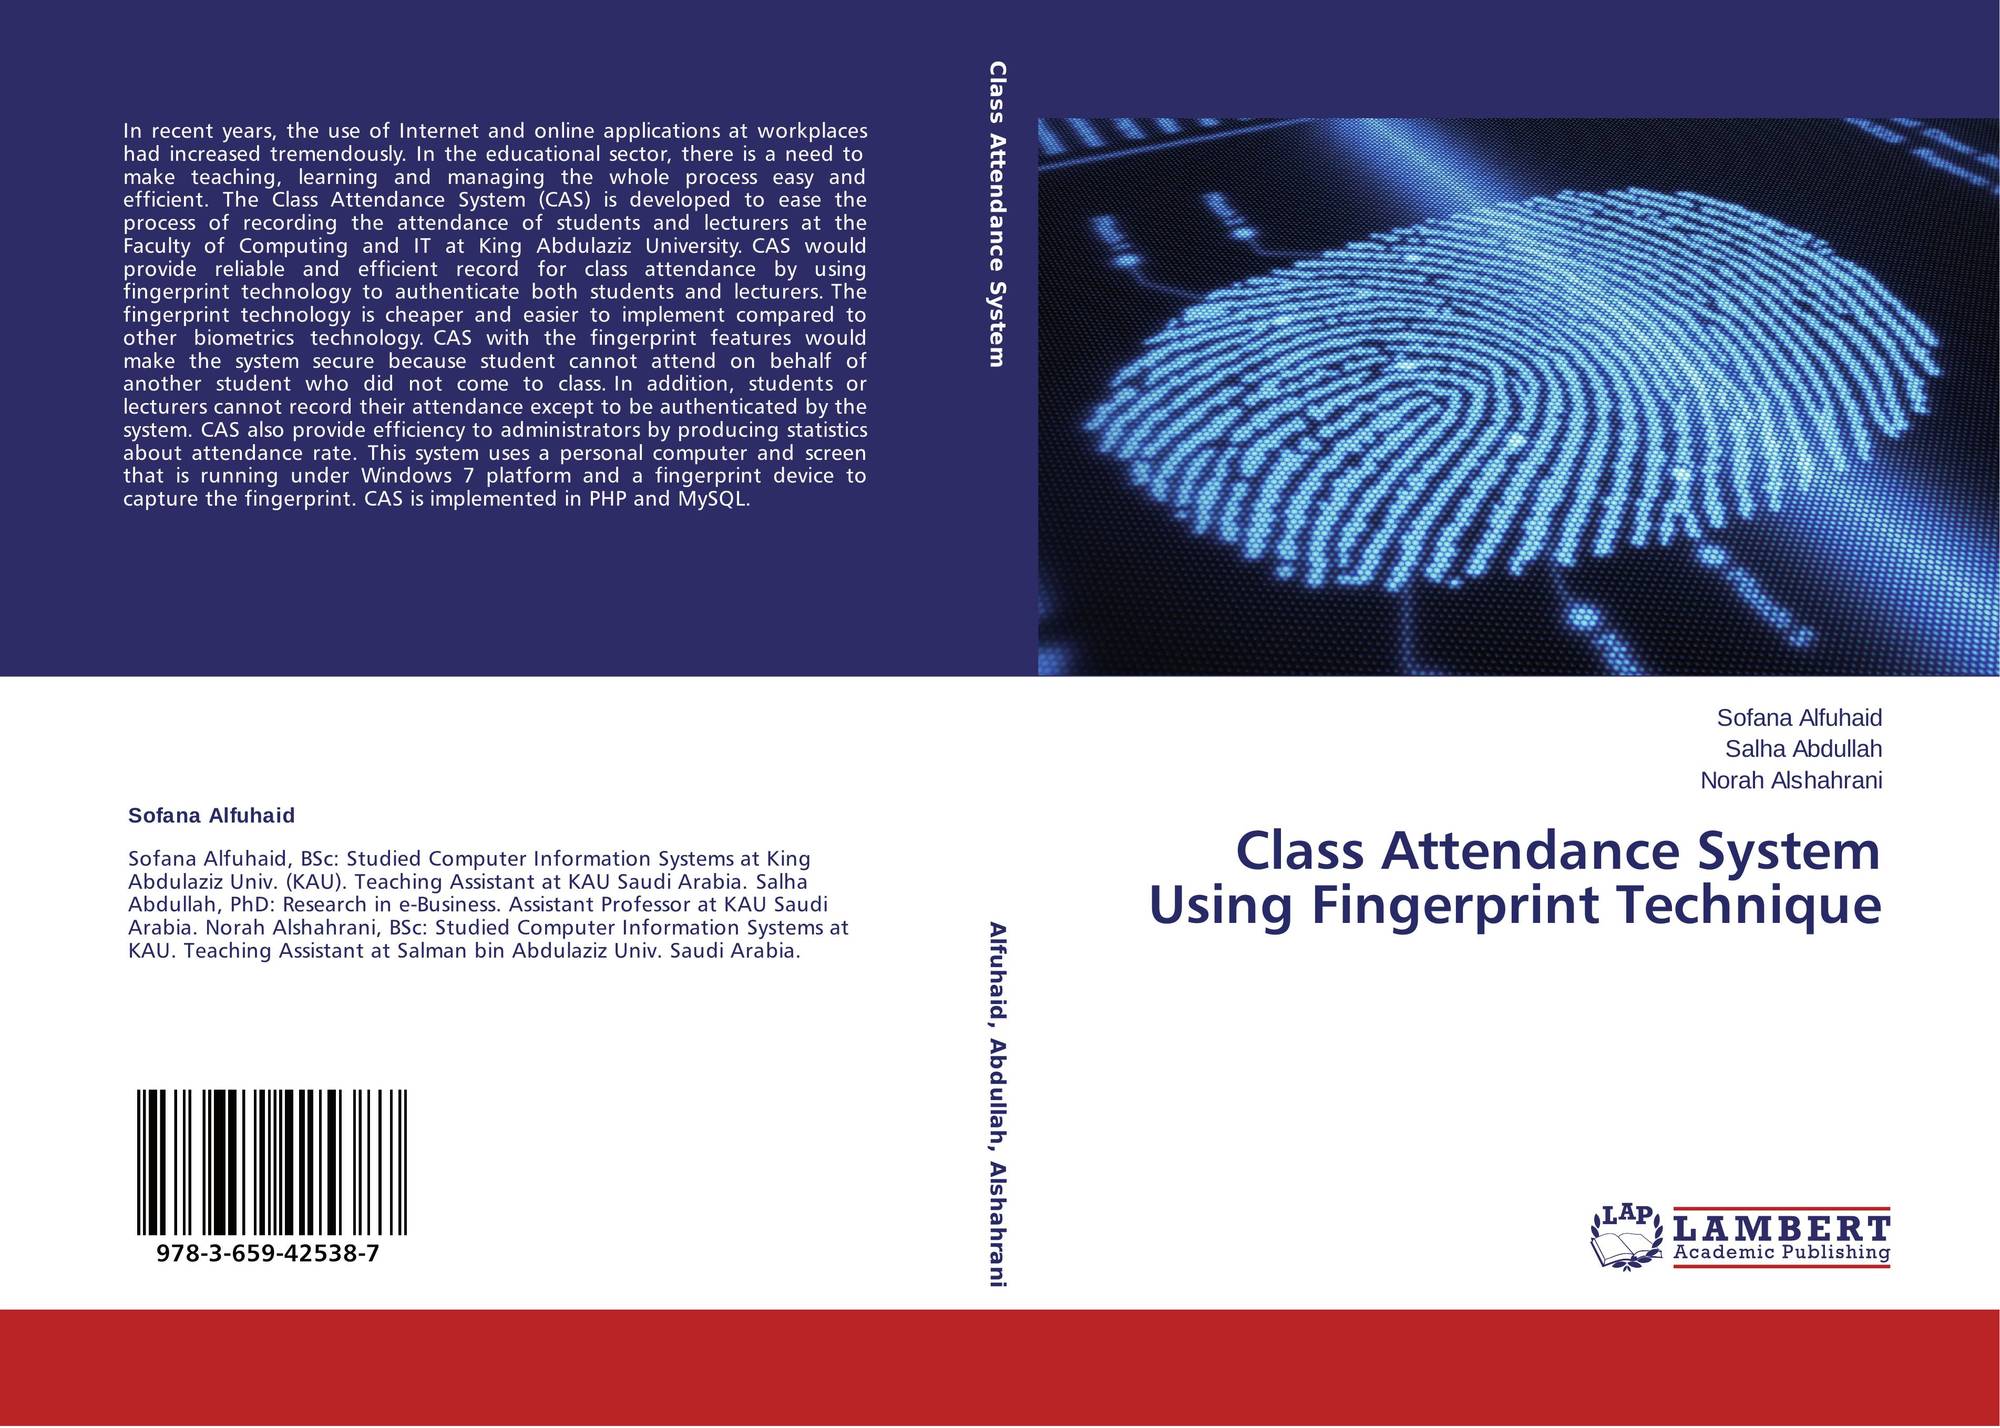 In recent years, the use of Internet and online applications at workplaces
had increased tremendously. In the educational sector, there is a need to
make teaching, learning and managing the whole process easy and
efficient. The Class Attendance System (CAS) is developed to ease the
process of recording the attendance of students and lecturers at the
Faculty of Computing and IT at King Abdulaziz University. CAS would
provide reliable and efficient record for class attendance by using
fingerprint technology to authenticate both students and lecturers. The
fingerprint technology is cheaper and easier to implement compared to
other biometrics technology. CAS with the fingerprint features would
make the system secure because student cannot attend on behalf of
another student who did not come to class. In addition, students or
lecturers cannot record their attendance except to be authenticated by the
system. CAS also provide efficiency to administrators by producing statistics
about attendance rate. This system uses a personal computer and screen
that is running under Windows 7 platform and a fingerprint device to
capture the fingerprint. CAS is implemented in PHP and MySQL.
Sofana Alfuhaid
Sofana Alfuhaid, BSc: Studied Computer Information Systems at King
Abdulaziz Univ. (KAU). Teaching Assistant at KAU Saudi Arabia. Salha
Abdullah, PhD: Research in e-Business. Assistant Professor at KAU Saudi
Arabia. Norah Alshahrani, BSc: Studied Computer Information Systems at
KAU. Teaching Assistant at Salman bin Abdulaziz Univ. Saudi Arabia.
978-3-659-42538-7
Class Attendance System
Alfuhaid, Abdullah, Alshahrani
Sofana Alfuhaid
Salha Abdullah
Norah Alshahrani
Class Attendance System
Using Fingerprint Technique
LAP
LAMBERT
Academic Publishing